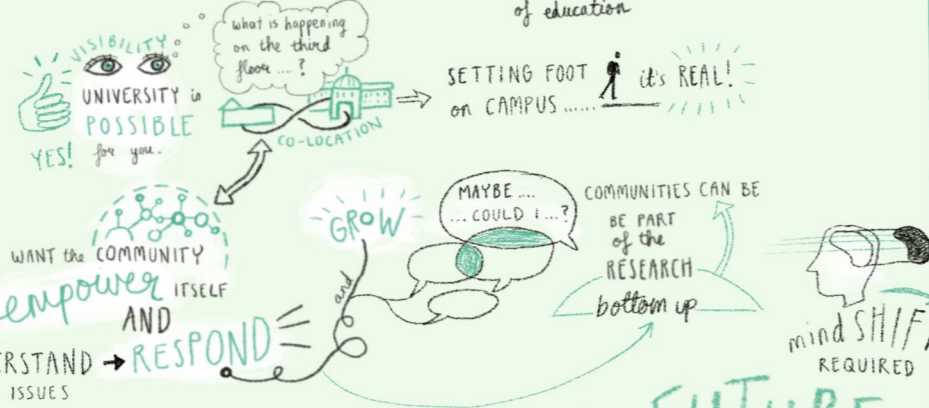 of education
VISIBILITY
what is happening
on the third
floor ....?
UNIVERSITY is
POSSIBLE
for you.
YES!
CO-LOCATION
SETTING FOOT
on CAMPUS......
it's REAL!
WANT the COMMUNITY
empower ITSELF
AND
RESPOND
ISSUES
and
GROW
MAYBE....
...COULD I...?
COMMUNITIES CAN BE
BE PART
of the
RESEARCH
bottom up
mind SHIF
REQUIRED
FUTURE